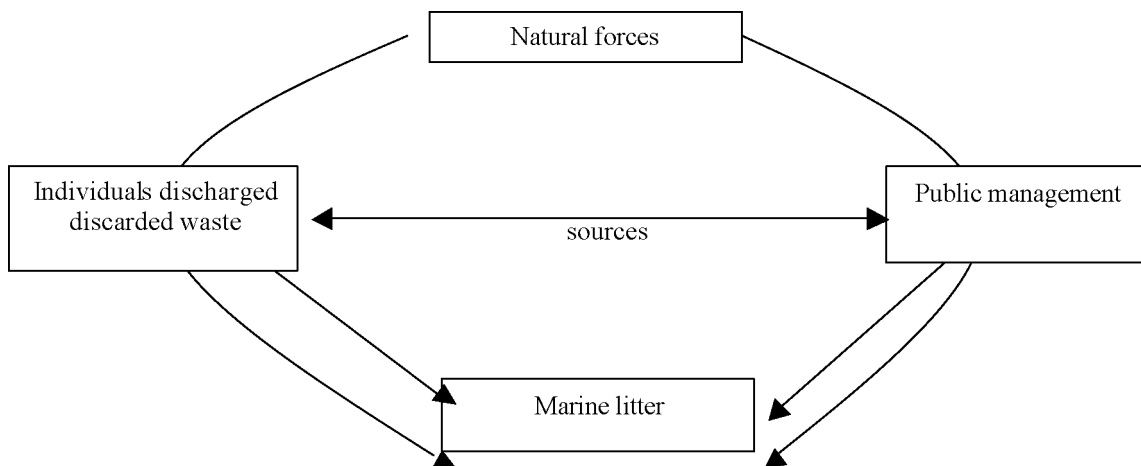 Natural forces
Individuals discharged
discarded waste
Public management
sources
Marine litter